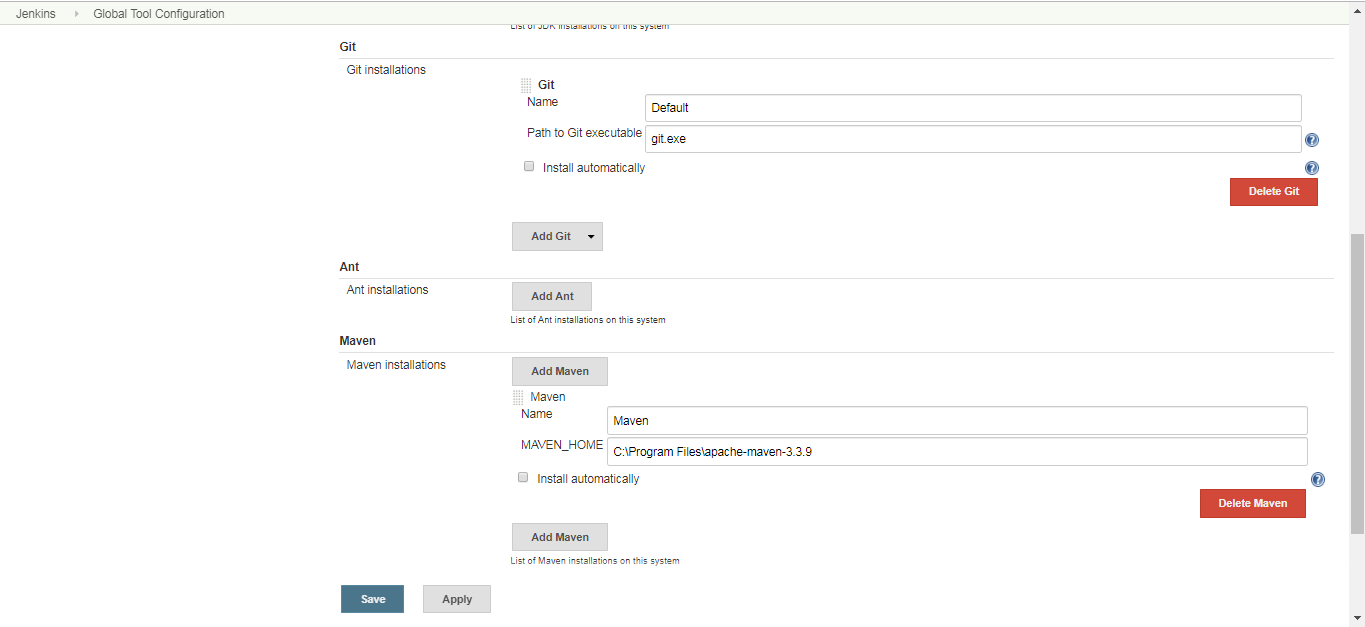 Jenkins Global Tool Configuration
List of JDK installations on this system
Git
Git installations
Git
Name
Default
Path to Git executable
git.exe
Install automatically
Delete Git
Add Git
Ant
Ant installations
Add Ant
List of Ant installations on this system
Maven
Maven installations
Add Maven
Maven
Name
Maven
MAVEN_HOME
C:\Program Files\apache-maven-3.3.9
Install automatically
Delete Maven
Add Maven
List of Maven installations on this system
Save Apply